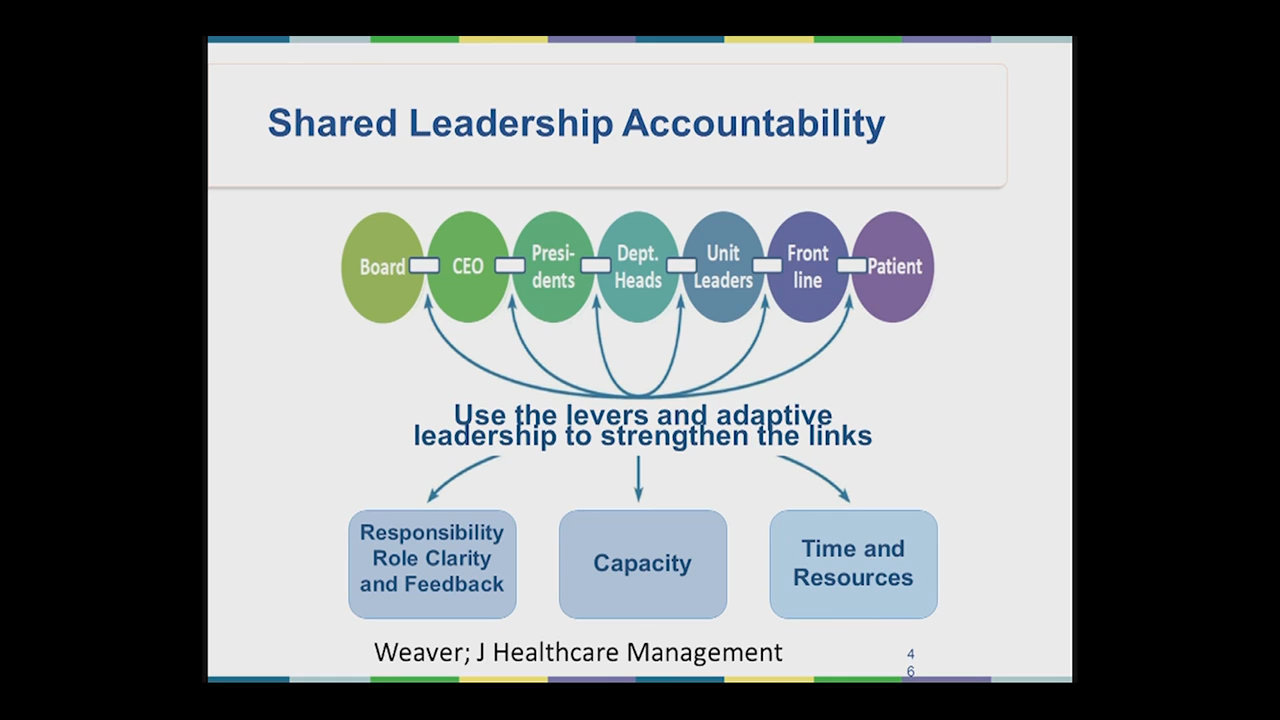 Shared Leadership Accountability
Board
CEO
Presi-
dents
Dept.
Heads
Unit
Leaders
Front
line
Patient
Use the levers and adaptive
leadership to strengthen the links
Responsibility
Role Clarity
and Feedback
Capacity
Time and
Resources
Weaver; J Healthcare Management
4
6